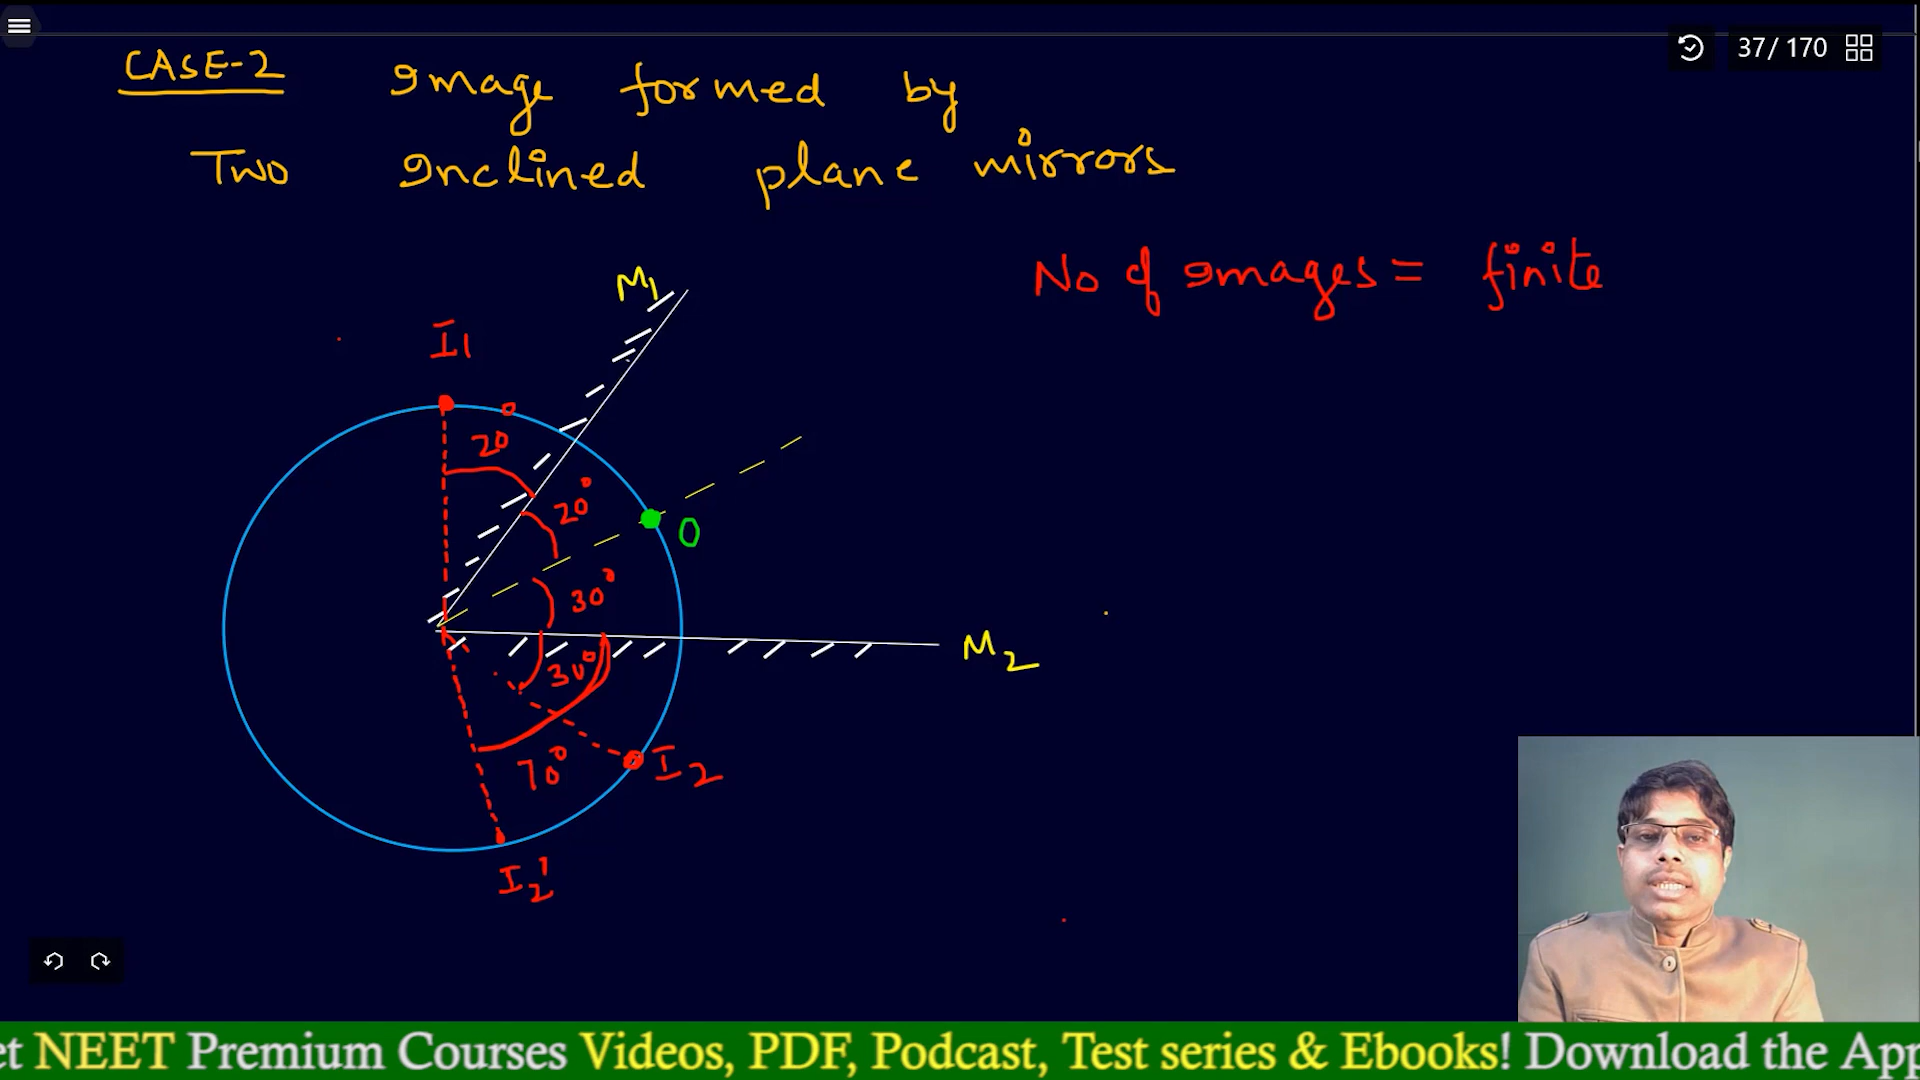 37/ 170
CASE-2 Image formed by
Two Inclined plane mirrors
No of Images = finite
M1
I1
20°
20°
O
30°
M2
30°
70°
I2
I2'
et NEET Premium Courses Videos, PDF, Podcast, Test series & Ebooks! Download the App